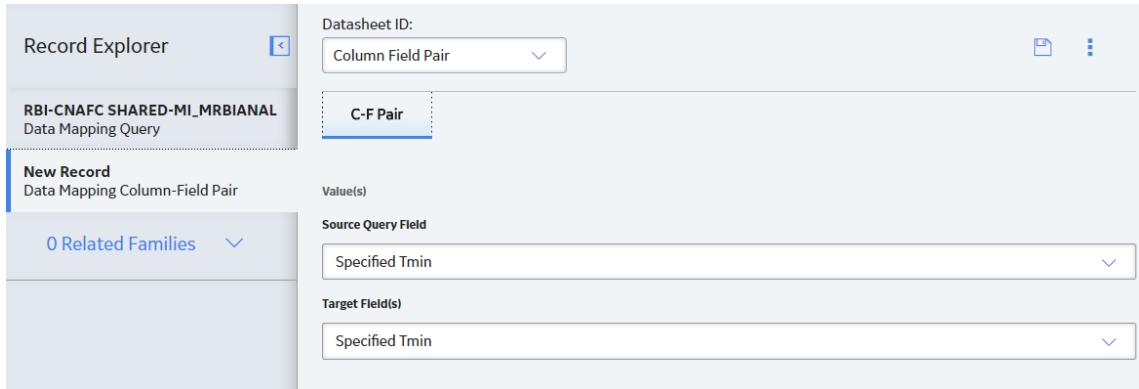 Record Explorer
RBI-CNAFC SHARED-MI_MRBIANAL
Data Mapping Query
New Record
Data Mapping Column-Field Pair
0 Related Families
Datasheet ID:
Column Field Pair
C-F Pair
Value(s)
Source Query Field
Specified Tmin
Target Field(s)
Specified Tmin